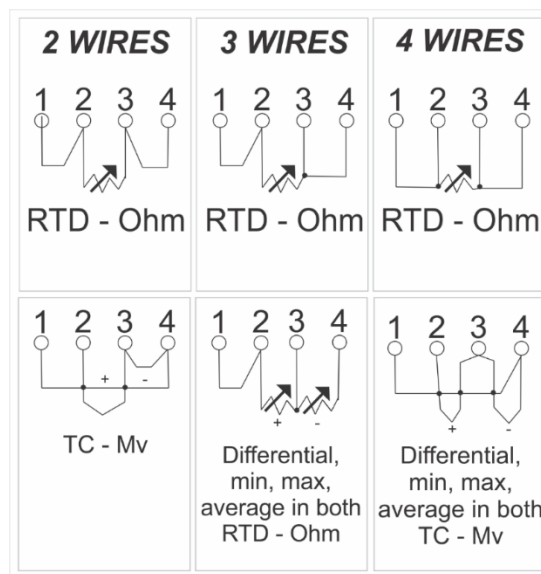 2 WIRES
1 2 3 4
RTD - Ohm
3 WIRES
1 2 3 4
RTD - Ohm
4 WIRES
1 2 3 4
RTD - Ohm
1 2 3 4
+ -
TC - Mv
1 2 3 4
+ -
Differential,
min, max,
average in both
RTD - Ohm
1 2 3 4
+ -
Differential,
min, max,
average in both
TC - Mv